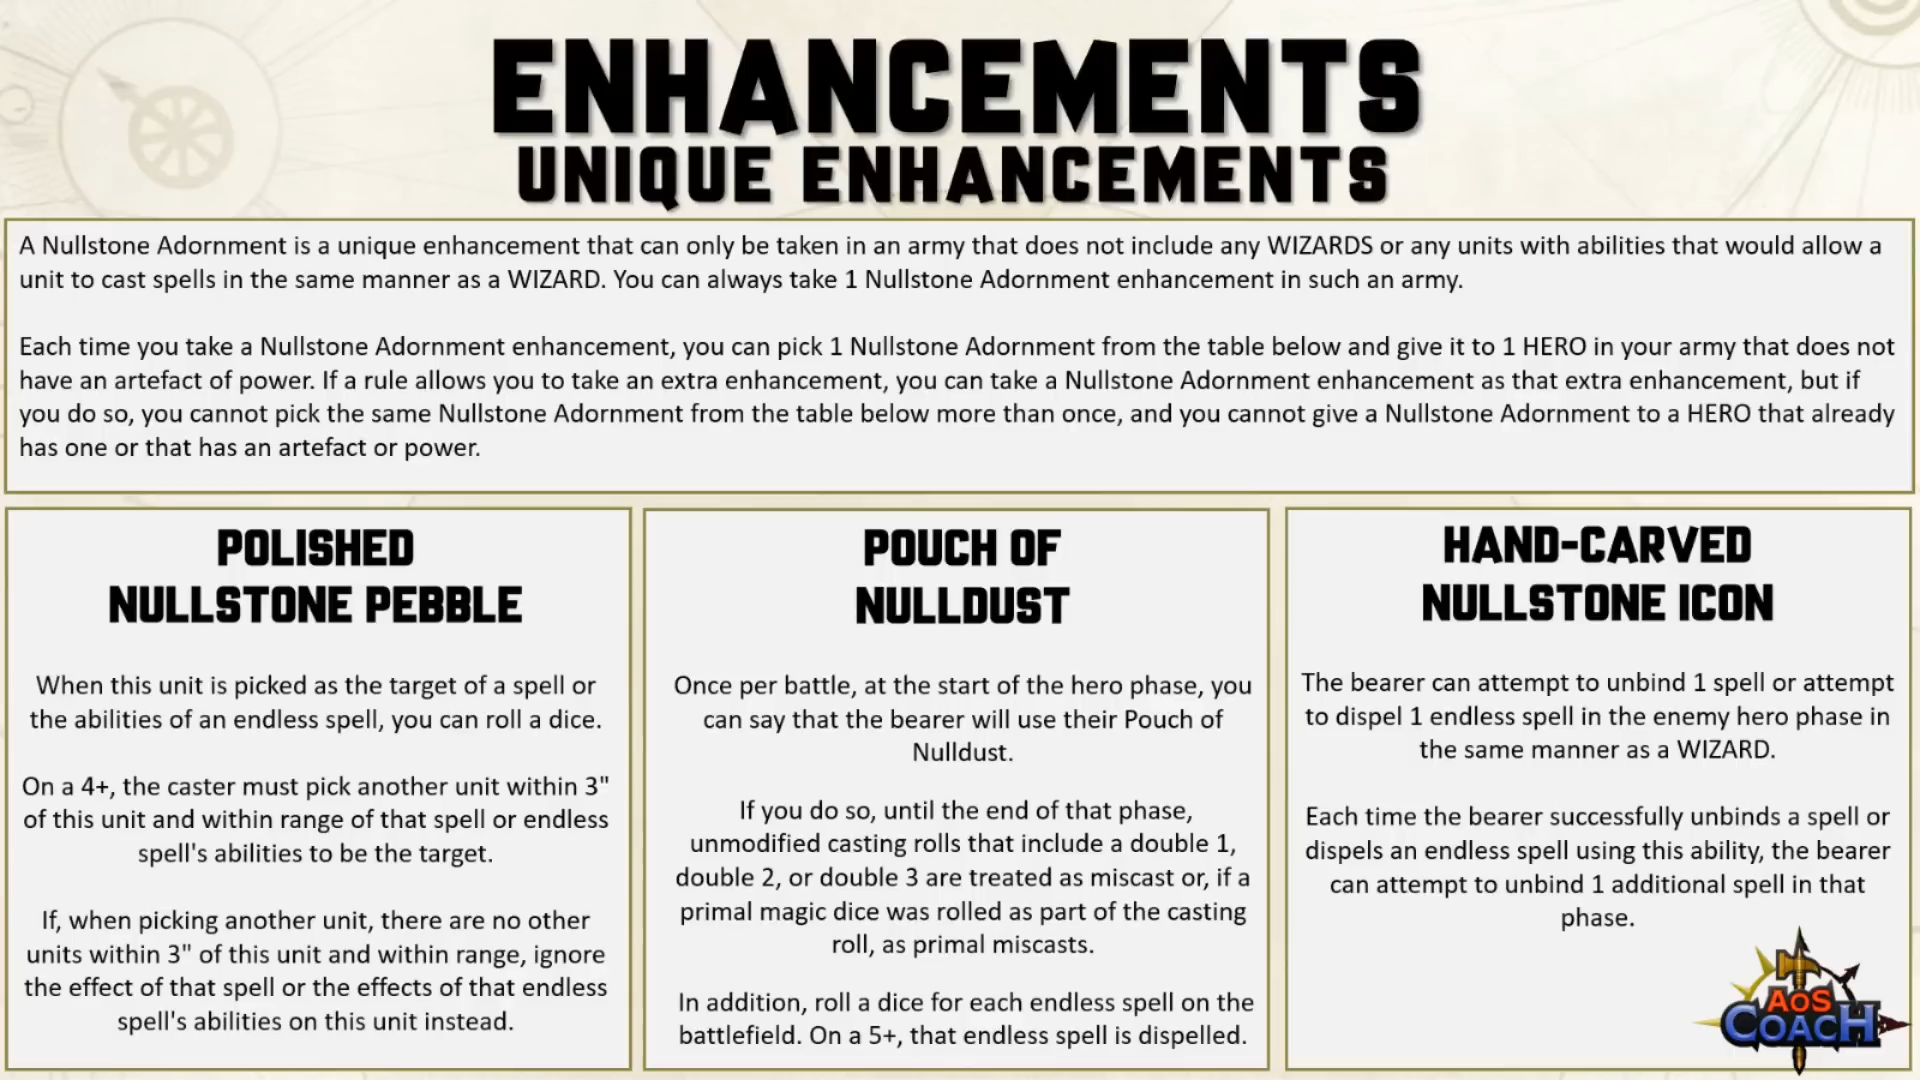 ENHANCEMENTS
UNIQUE ENHANCEMENTS
A Nullstone Adornment is a unique enhancement that can only be taken in an army that does not include any WIZARDS or any units with abilities that would allow a
unit to cast spells in the same manner as a WIZARD. You can always take 1 Nullstone Adornment enhancement in such an army.
Each time you take a Nullstone Adornment enhancement, you can pick 1 Nullstone Adornment from the table below and give it to 1 HERO in your army that does not
have an artefact of power. If a rule allows you to take an extra enhancement, you can take a Nullstone Adornment enhancement as that extra enhancement, but if
you do so, you cannot pick the same Nullstone Adornment from the table below more than once, and you cannot give a Nullstone Adornment to a HERO that already
has one or that has an artefact or power.
POLISHED
NULLSTONE PEBBLE
When this unit is picked as the target of a spell or
the abilities of an endless spell, you can roll a dice.
On a 4+, the caster must pick another unit within 3"
of this unit and within range of that spell or endless
spell's abilities to be the target.
If, when picking another unit, there are no other
units within 3" of this unit and within range, ignore
the effect of that spell or the effects of that endless
spell's abilities on this unit instead.
POUCH OF
NULLDUST
Once per battle, at the start of the hero phase, you
can say that the bearer will use their Pouch of
Nulldust.
If you do so, until the end of that phase,
unmodified casting rolls that include a double 1,
double 2, or double 3 are treated as miscast or, if a
primal magic dice was rolled as part of the casting
roll, as primal miscasts.
In addition, roll a dice for each endless spell on the
battlefield. On a 5+, that endless spell is dispelled.
HAND-CARVED
NULLSTONE ICON
The bearer can attempt to unbind 1 spell or attempt
to dispel 1 endless spell in the enemy hero phase in
the same manner as a WIZARD.
Each time the bearer successfully unbinds a spell or
dispels an endless spell using this ability, the bearer
can attempt to unbind 1 additional spell in that
phase.
AoS
COACH